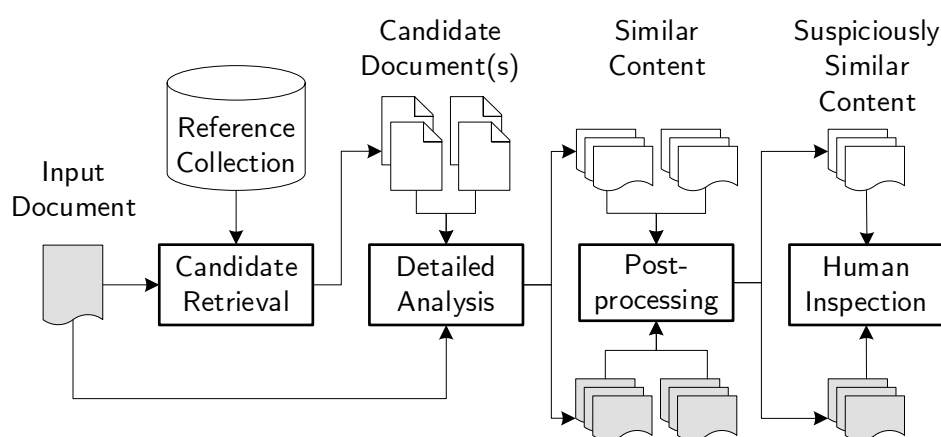 Candidate
Document(s)
Similar
Content
Suspiciously
Similar
Content
Reference
Collection
Input
Document
Candidate
Retrieval
Detailed
Analysis
Post-
processing
Human
Inspection